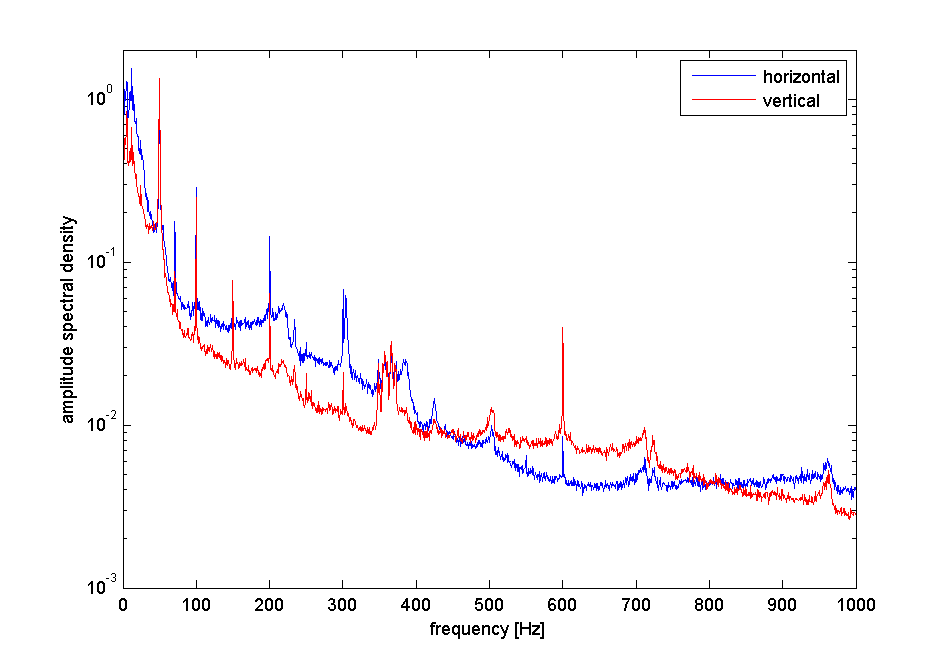 horizontal
vertical
10^0
10^-1
10^-2
10^-3
amplitude spectral density
0 100 200 300 400 500 600 700 800 900 1000
frequency [Hz]